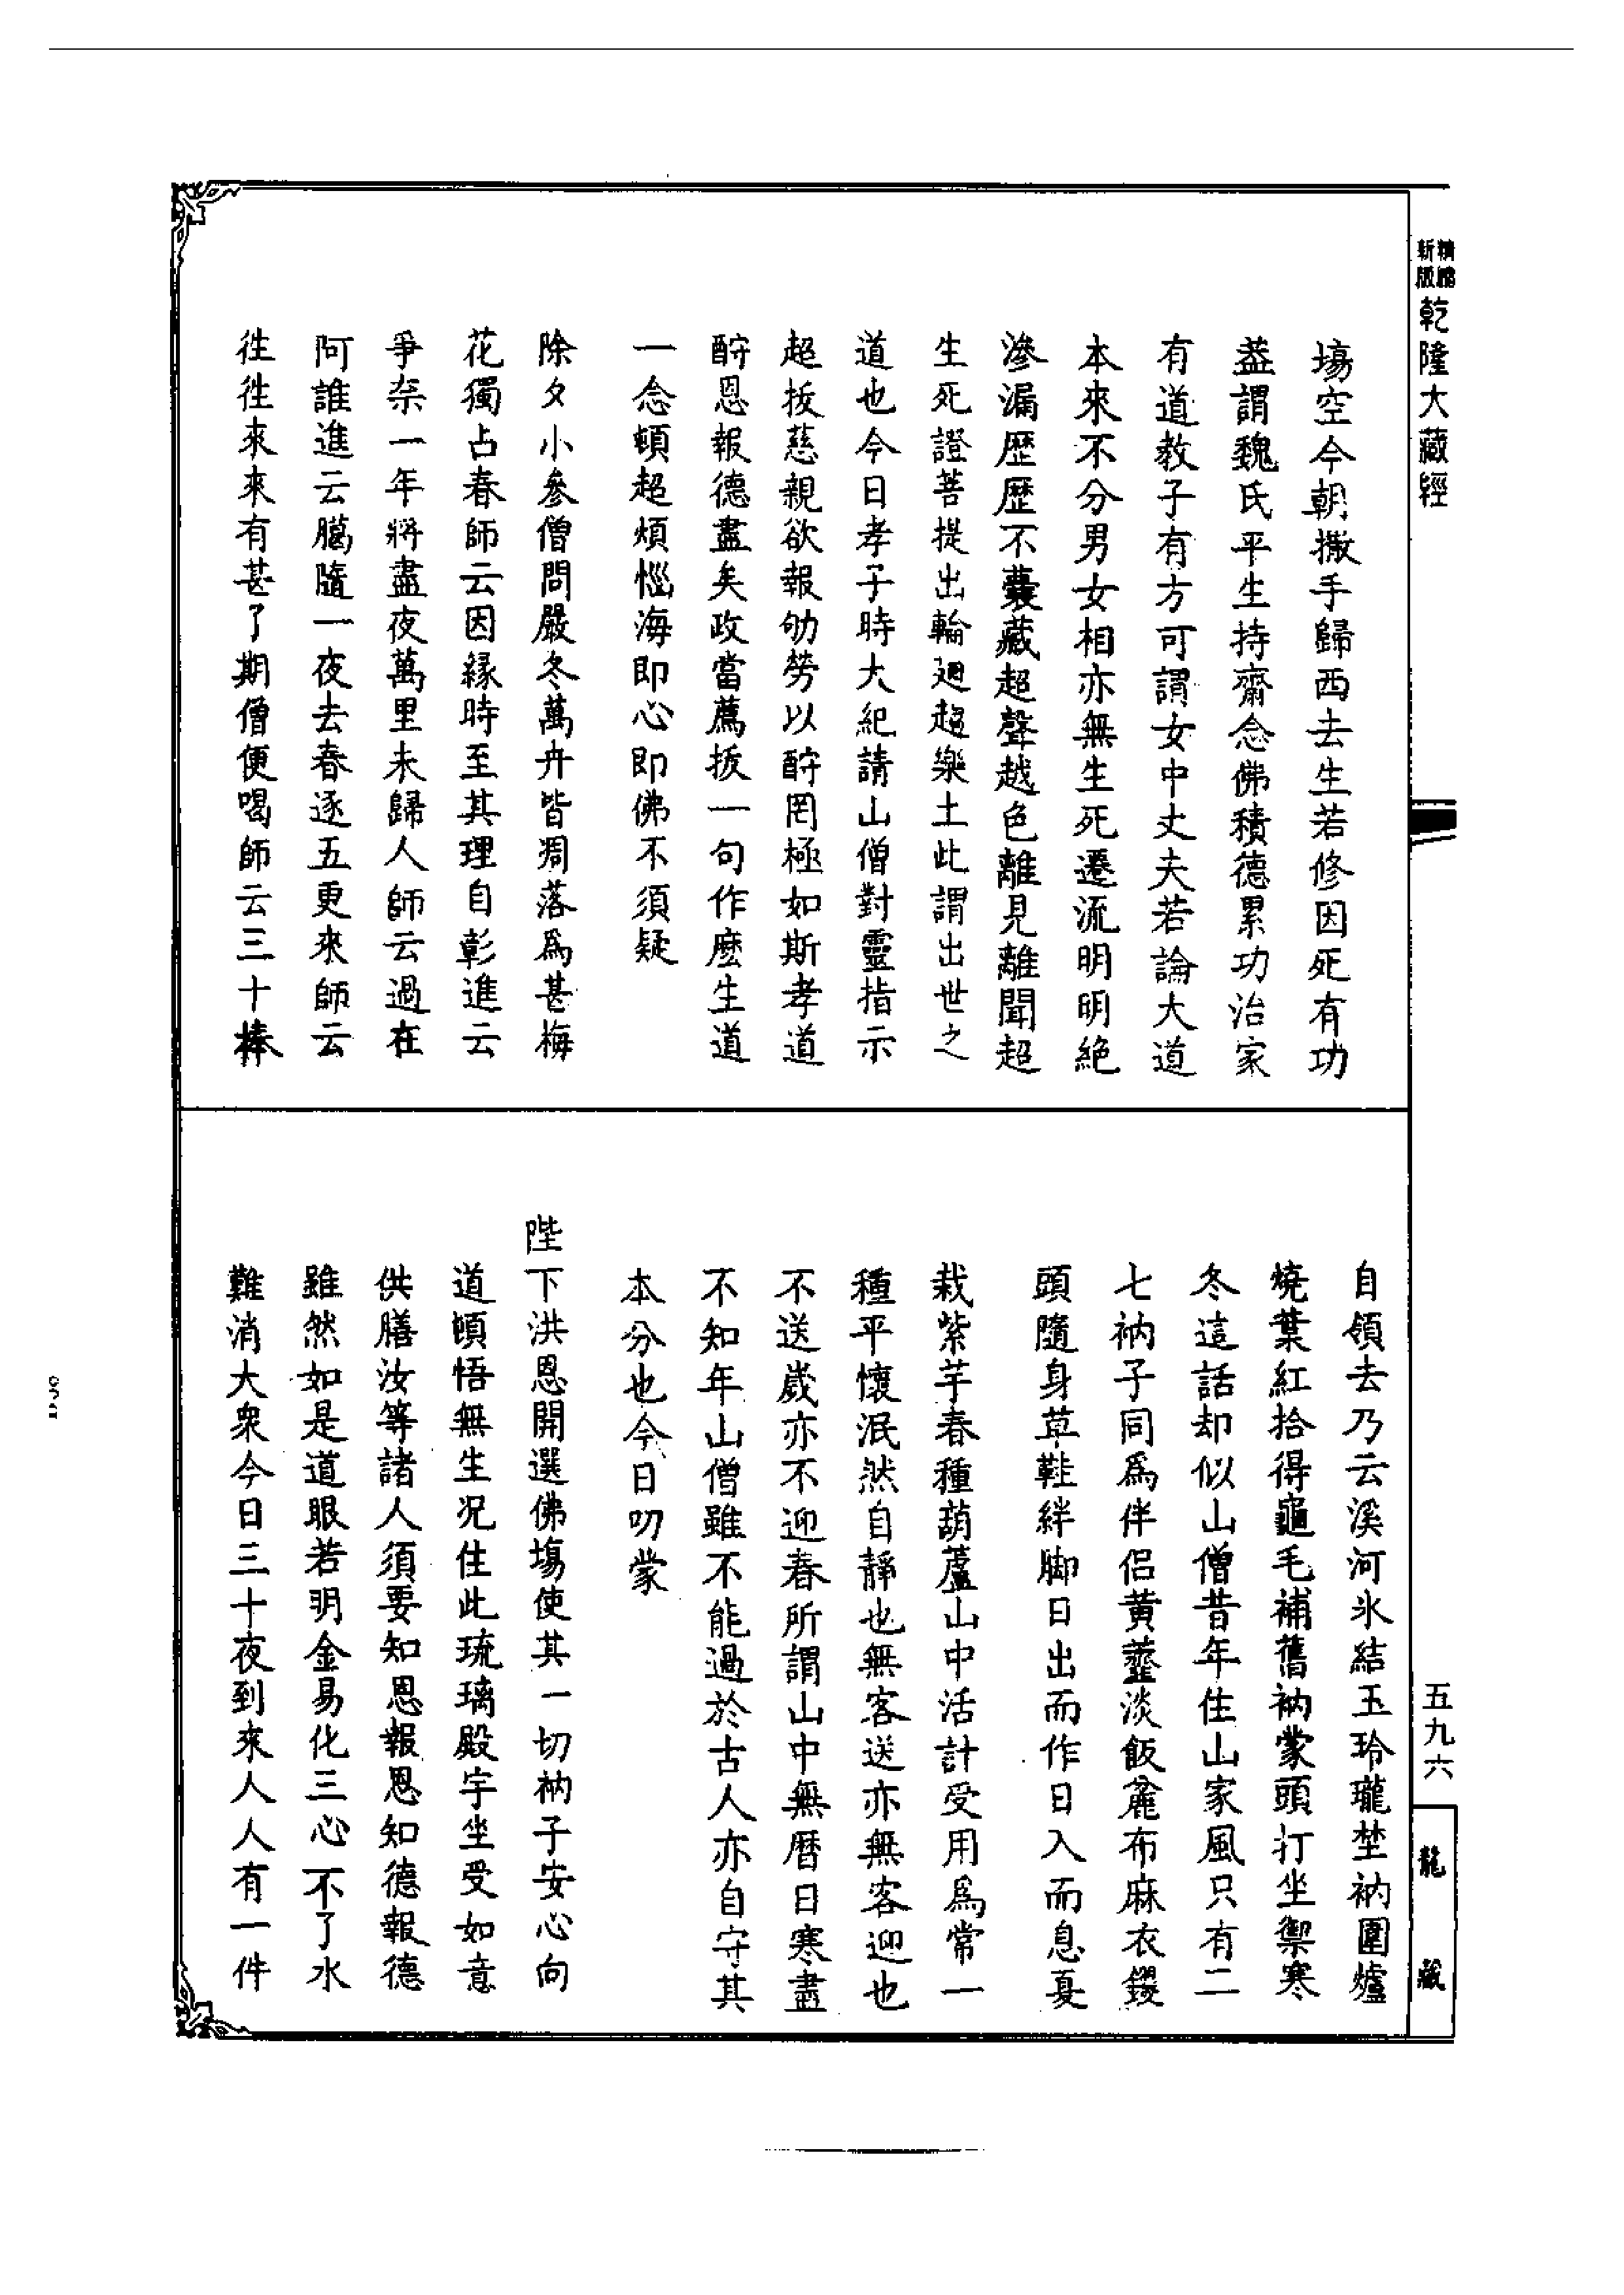 精縮新版乾隆大藏經
塲空今朝撒手歸西去生若修因死有功
葢謂魏氏平生持齋念佛積德累功治家
有道教子有方可謂女中丈夫若論大道
本來不分男女相亦無生死遷流明明絶
滲漏歷歷不囊藏超聲越色離見離聞超
生死證菩提出輪迴趨樂土此謂出世之
道也今日孝子時大紀請山僧對靈指示
超拔慈親欲報劬勞以酧罔極如斯孝道
酧恩報德盡矣政當薦拔一句作麽生道
一念頓超煩惱海即心即佛不須疑
除夕小參僧問嚴冬萬卉皆凋落爲甚梅
花獨占春師云因緣時至其理自彰進云
爭柰一年將盡夜萬里未歸人師云過在
阿誰進云臈隨一夜去春逐五更來師云
徃徃來來有甚了期僧便喝師云三十棒
自領去乃云溪河氷結玉玲瓏埜衲圍爐
燒葉紅拾得龜毛補舊衲蒙頭打坐禦寒
冬這話却似山僧昔年住山家風只有二
七衲子同爲伴侶黃虀淡飯麄布麻衣钁
頭隨身草鞋絆脚日出而作日入而息夏
栽紫芋春種葫蘆山中活計受用爲常一
種平懷泯然自靜也無客送亦無客迎也
不送歲亦不迎春所謂山中無曆日寒盡
不知年山僧雖不能過於古人亦自守其
本分也今日叨蒙
陛下洪恩開選佛塲使其一切衲子安心向
道頓悟無生况住此琉璃殿宇坐受如意
供膳汝等諸人須要知恩報恩知德報德
雖然如是道眼若明金易化三心不了水
難消大衆今日三十夜到來人人有一件
五九六
龍藏